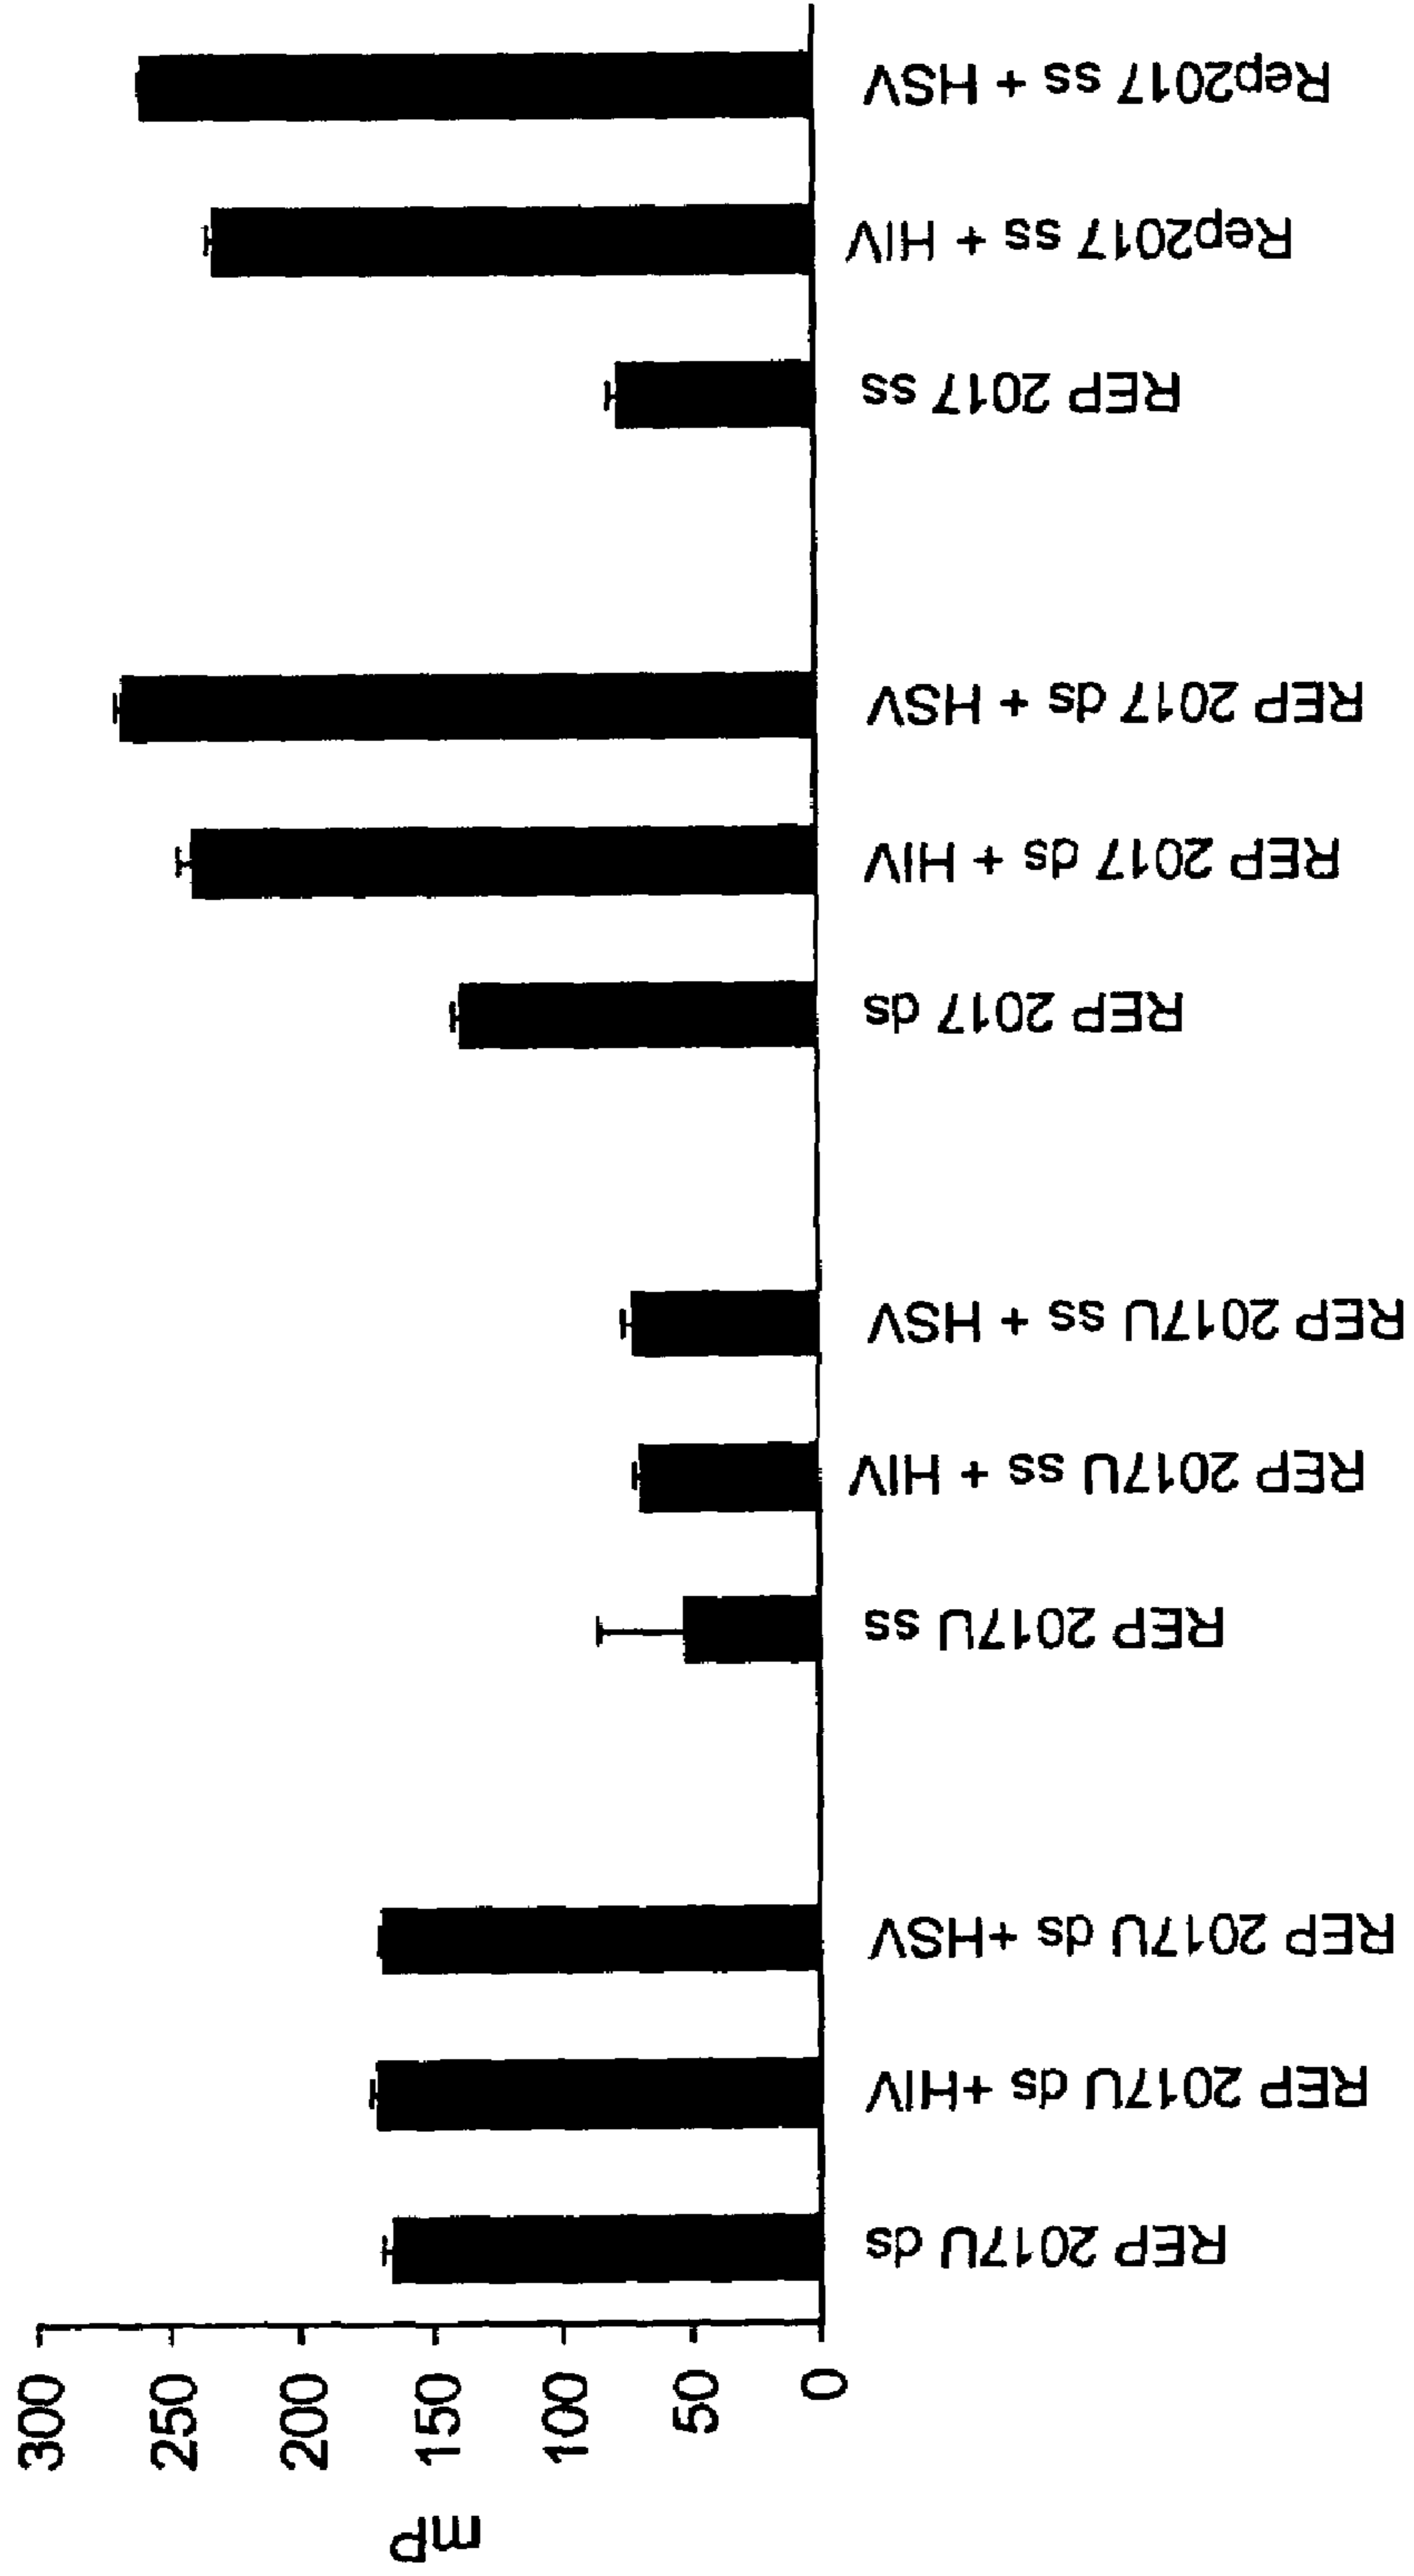 mP
300
250
200
150
100
50
0
REP 2017U ds
REP 2017U ds +HIV
REP 2017U ds +HSV
REP 2017U ss
REP 2017U ss + HIV
REP 2017U ss + HSV
REP 2017 ds
REP 2017 ds + HIV
REP 2017 ds + HSV
REP 2017 ss
Rep2017 ss + HIV
Rep2017 ss + HSV